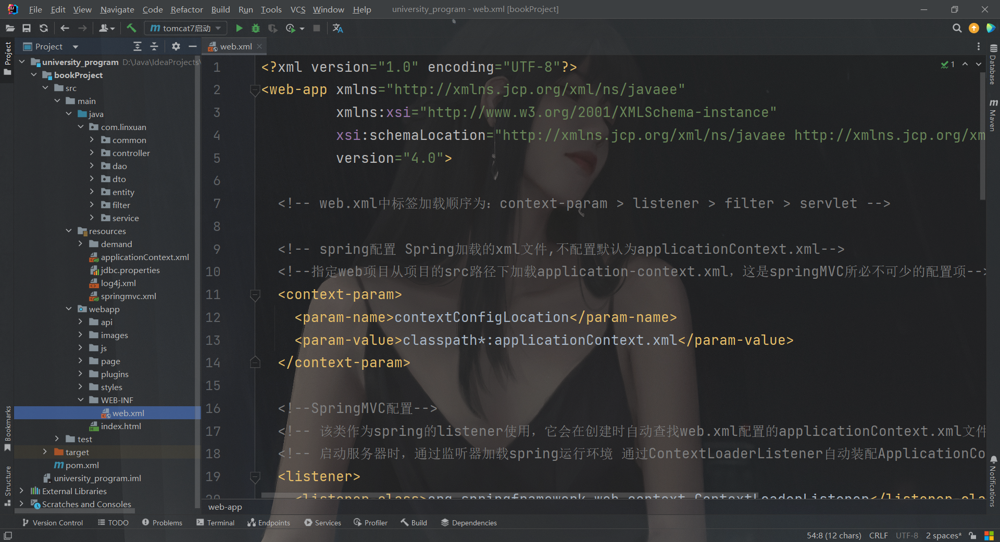 File Edit View Navigate Code Refactor Build Run Tools VCS Window Help university_program - web.xml [bookProject]
tomcat7启动
Project
university_program D:\Java\IdeaProjects\
bookProject
src
main
java
com.linxuan
common
controller
dao
dto
entity
filter
service
resources
demand
applicationContext.xml
jdbc.properties
log4j.xml
springmvc.xml
webapp
api
images
js
page
plugins
styles
WEB-INF
web.xml
index.html
test
target
pom.xml
university_program.iml
External Libraries
Scratches and Consoles
Project
Bookmarks
Structure
web.xml
1 <?xml version="1.0" encoding="UTF-8"?>
2 <web-app xmlns="http://xmlns.jcp.org/xml/ns/javaee"
3 xmlns:xsi="http://www.w3.org/2001/XMLSchema-instance"
4 xsi:schemaLocation="http://xmlns.jcp.org/xml/ns/javaee http://xmlns.jcp.org/xm
5 version="4.0">
6
7 <!-- web.xml中标签加载顺序为：context-param > listener > filter > servlet -->
8
9 <!-- spring配置 Spring加载的xml文件,不配置默认为applicationContext.xml-->
10 <!--指定web项目从项目的src路径下加载application-context.xml，这是springMVC所必不可少的配置项-->
11 <context-param>
12 <param-name>contextConfigLocation</param-name>
13 <param-value>classpath*:applicationContext.xml</param-value>
14 </context-param>
15
16 <!--SpringMVC配置-->
17 <!-- 该类作为spring的listener使用，它会在创建时自动查找web.xml配置的applicationContext.xml文件
18 <!-- 启动服务器时，通过监听器加载spring运行环境 通过ContextLoaderListener自动装配ApplicationCo
19 <listener>
20 <listener-class>org.springframework.web.context.ContextLoaderListener</listener-cla
1
web-app
Database
Maven
Notifications
Version Control TODO Problems Terminal Endpoints Services Profiler Build Dependencies
54:8 (12 chars) CRLF UTF-8 2 spaces*